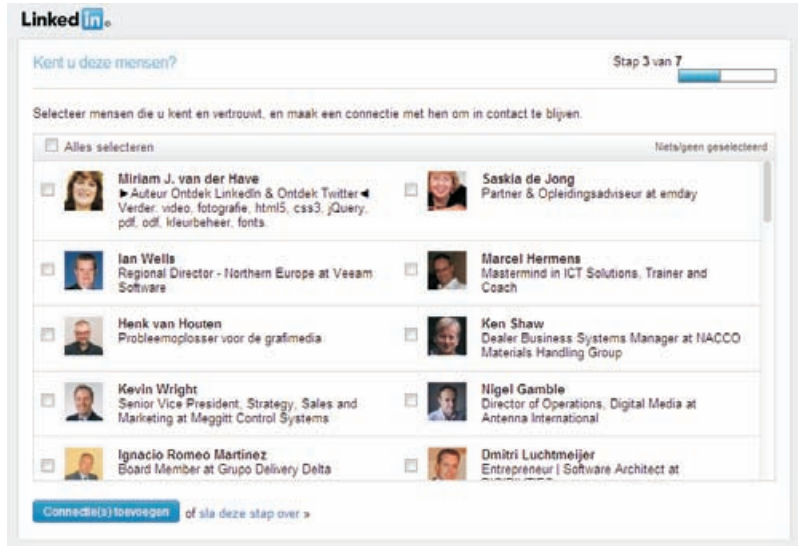 Linked in
Kent u deze mensen?
Stap 3 van 7
Selecteer mensen die u kent en vertrouwt, en maak een connectie met hen om in contact te blijven.
Alles selecteren
Niets/geen geselecteerd
Miriam J. van der Have
►Auteur Ontdek LinkedIn & Ontdek Twitter◄
Verder: video, fotografie, html5, css3, jQuery,
pdf, odf, kleurbeheer, fonts.
Saskia de Jong
Partner & Opleidingsadviseur at emday
Ian Wells
Regional Director - Northern Europe at Veeam
Software
Marcel Hermens
Mastermind in ICT Solutions, Trainer and
Coach
Henk van Houten
Probleemoplosser voor de grafimedia
Ken Shaw
Dealer Business Systems Manager at NACCO
Materials Handling Group
Kevin Wright
Senior Vice President, Strategy, Sales and
Marketing at Meggitt Control Systems
Nigel Gamble
Director of Operations, Digital Media at
Antenna International
Ignacio Romeo Martinez
Board Member at Grupo Delivery Delta
Dmitri Luchtmeijer
Entrepreneur | Software Architect at
Connectie(s) toevoegen of sla deze stap over »